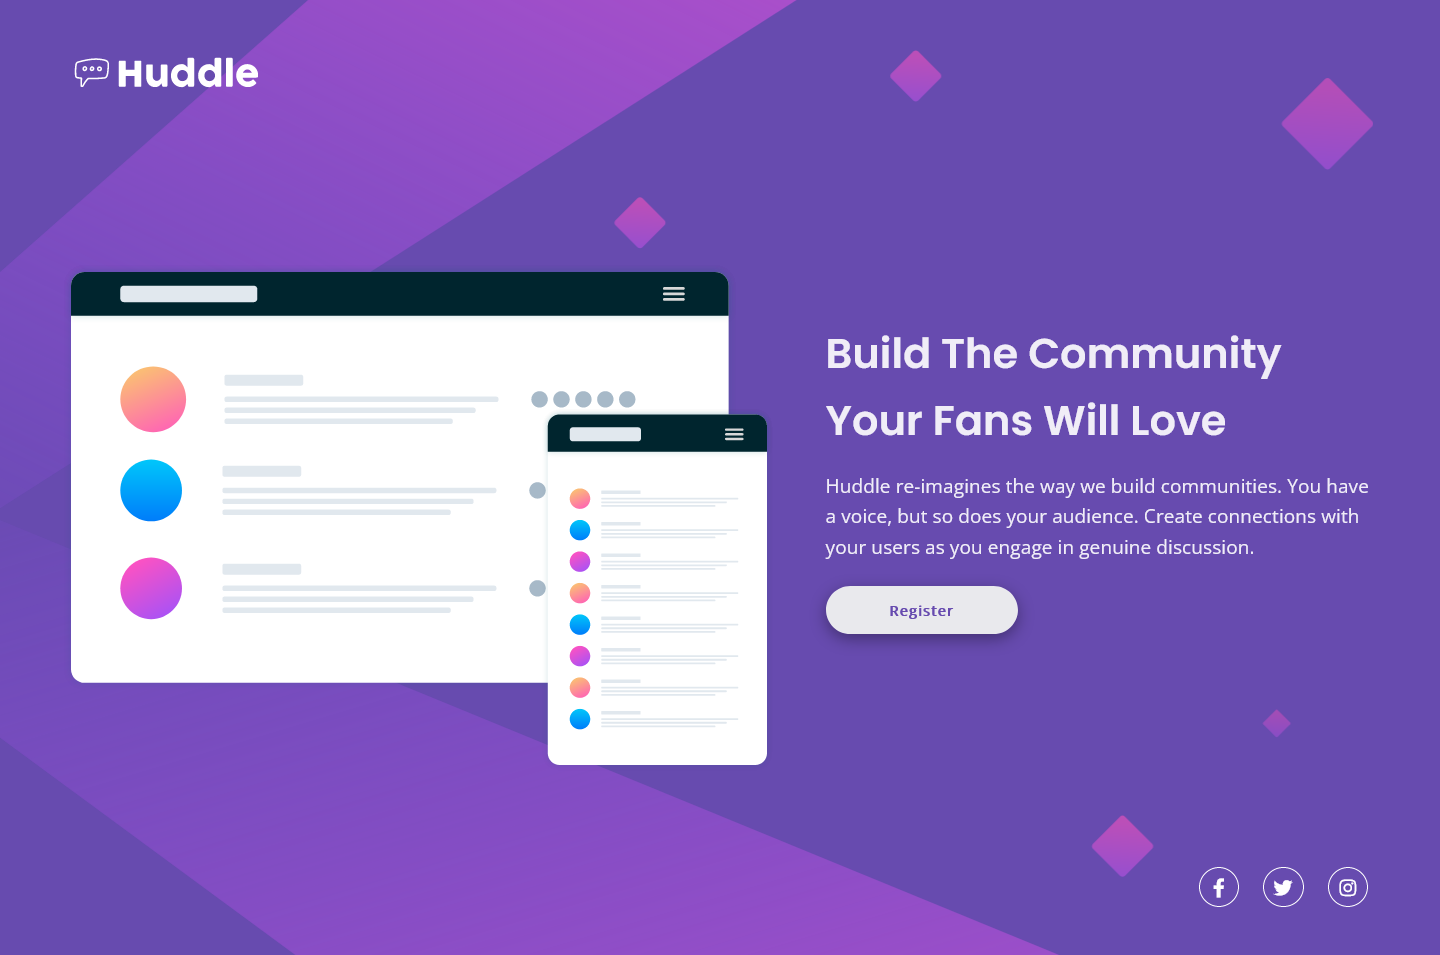 Huddle
Build The Community
Your Fans Will Love
Huddle re-imagines the way we build communities. You have
a voice, but so does your audience. Create connections with
your users as you engage in genuine discussion.
Register